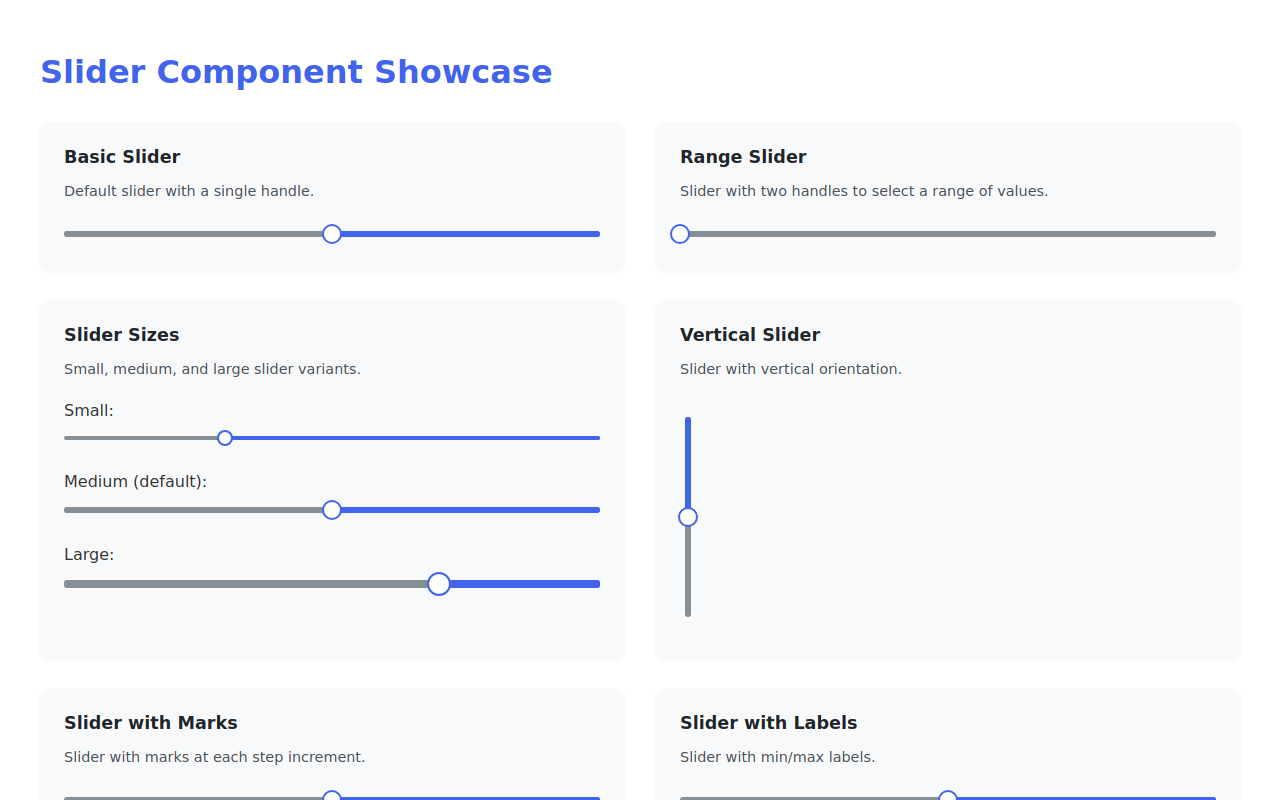 Slider Component Showcase
Basic Slider
Default slider with a single handle.
Range Slider
Slider with two handles to select a range of values.
Slider Sizes
Small, medium, and large slider variants.
Small:
Medium (default):
Large:
Vertical Slider
Slider with vertical orientation.
Slider with Marks
Slider with marks at each step increment.
Slider with Labels
Slider with min/max labels.